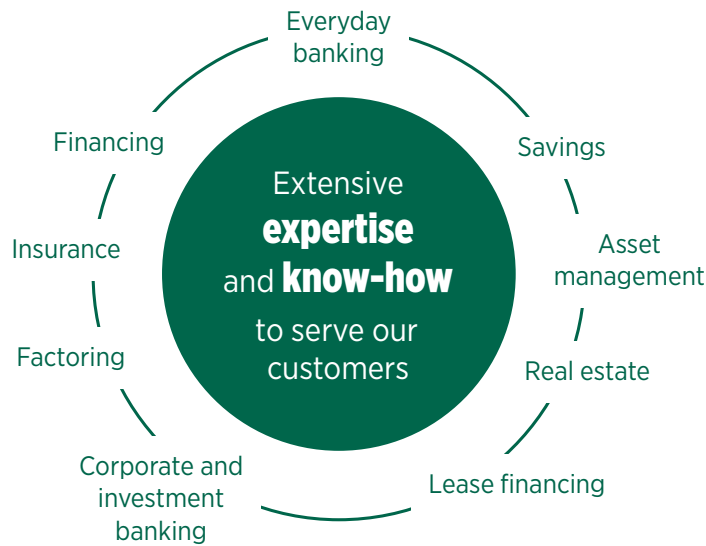 Everyday
banking
Savings
Asset
management
Real estate
Lease financing
Corporate and
investment
banking
Factoring
Insurance
Financing
Extensive
expertise
and know-how
to serve our
customers